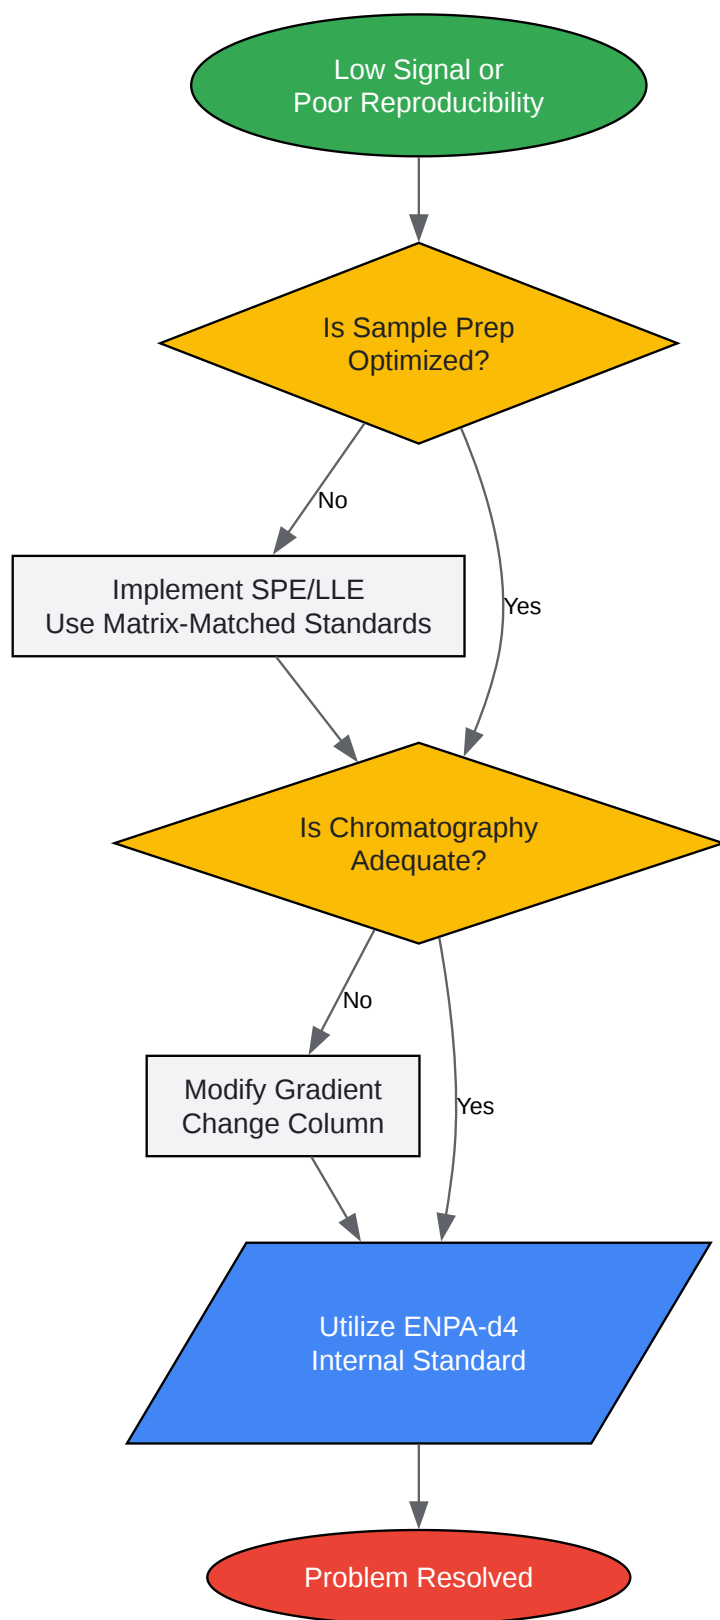 Low Signal or
Poor Reproducibility
Is Sample Prep
Optimized?
No
Implement SPE/LLE
Use Matrix-Matched Standards
Yes
Is Chromatography
Adequate?
No
Modify Gradient
Change Column
Yes
Utilize ENPA-d4
Internal Standard
Problem Resolved